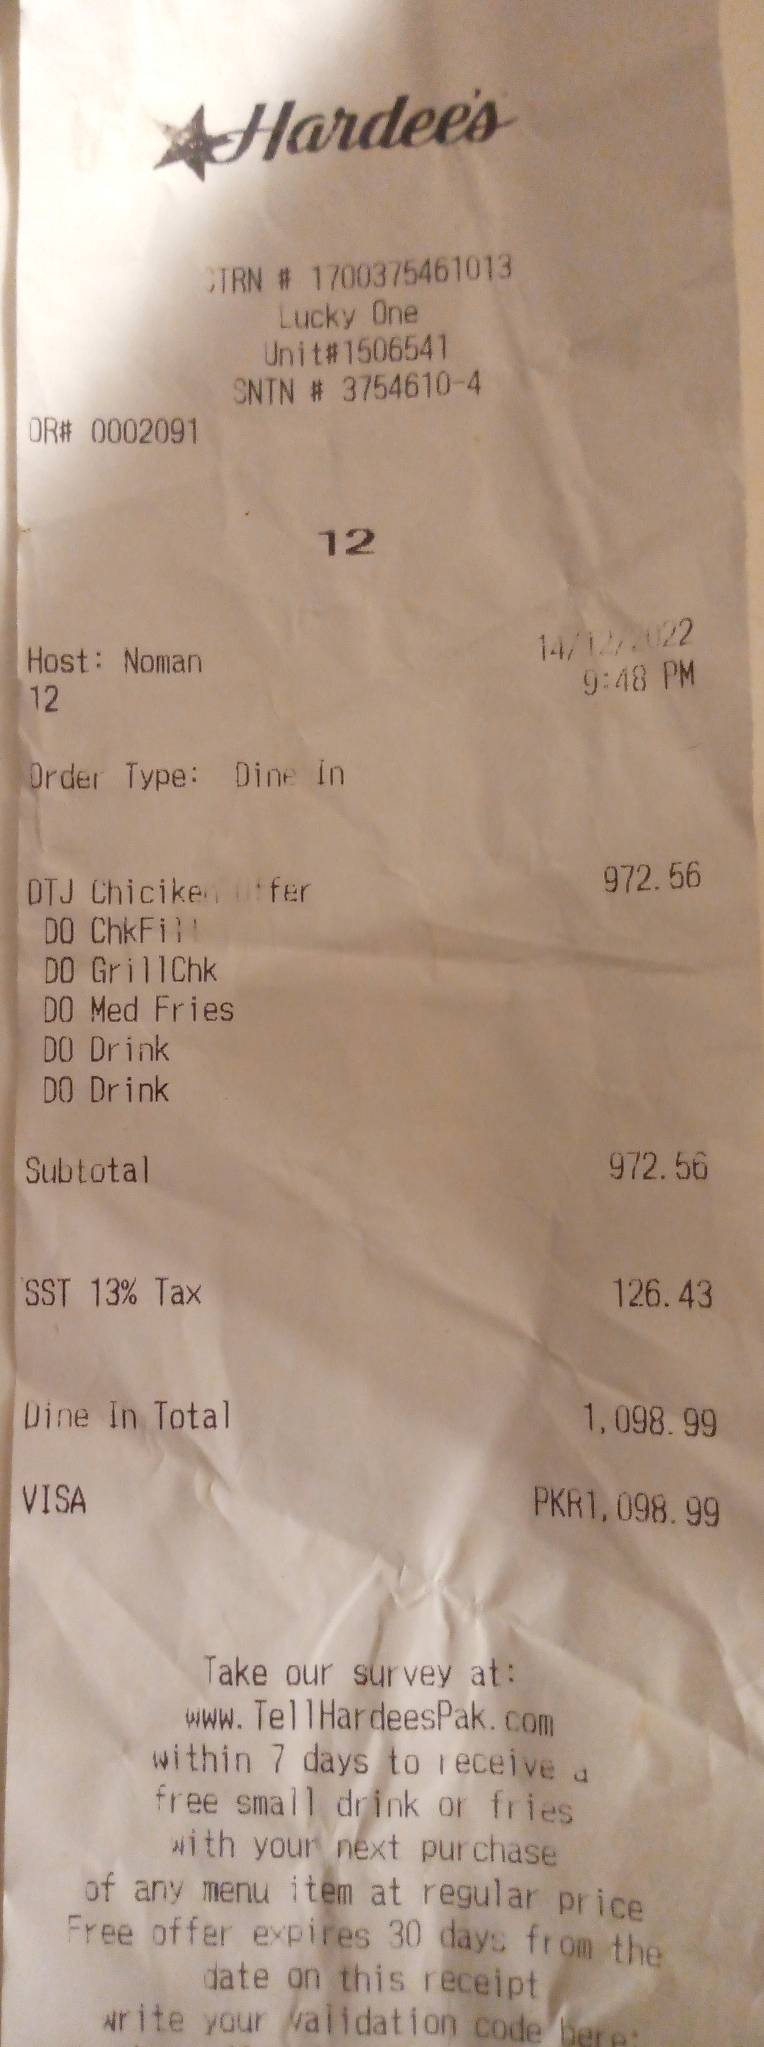 Hardee's
STRN # 1700375461013
Lucky One
Unit#1506541
SNTN # 3754610-4
OR# 0002091
12
Host: Noman
14/12/2022
12
9:48 PM
Order Type: Dine In
DTJ Chiciken Offer 972.56
DO ChkFill
DO GrillChk
DO Med Fries
DO Drink
DO Drink
Subtotal 972.56
SST 13% Tax 126.43
Dine In Total 1,098.99
VISA PKR1,098.99
Take our survey at:
www.TellHardeesPak.com
within 7 days to receive a
free small drink or fries
with your next purchase
of any menu item at regular price
Free offer expires 30 days from the
date on this receipt
write your validation code here: